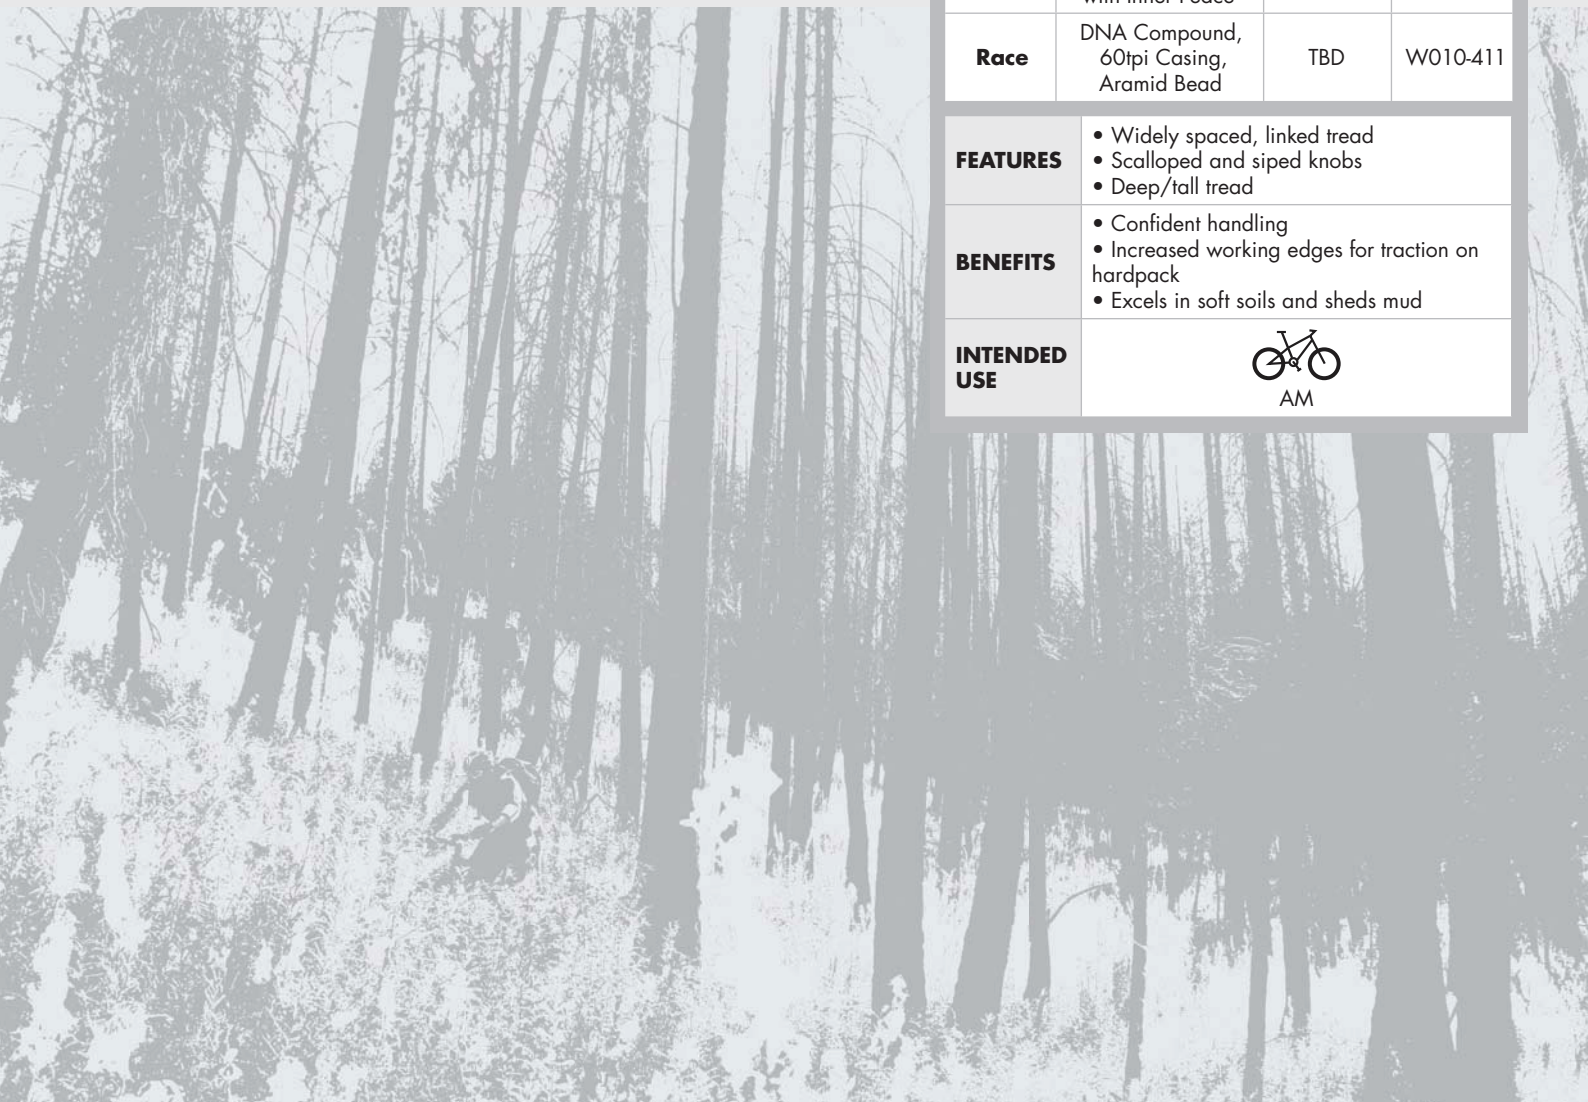 Race
DNA Compound,
60tpi Casing,
Aramid Bead
TBD
W010-411
FEATURES
• Widely spaced, linked tread
• Scalloped and siped knobs
• Deep/tall tread
BENEFITS
• Confident handling
• Increased working edges for traction on
hardpack
• Excels in soft soils and sheds mud
INTENDED
USE
AM